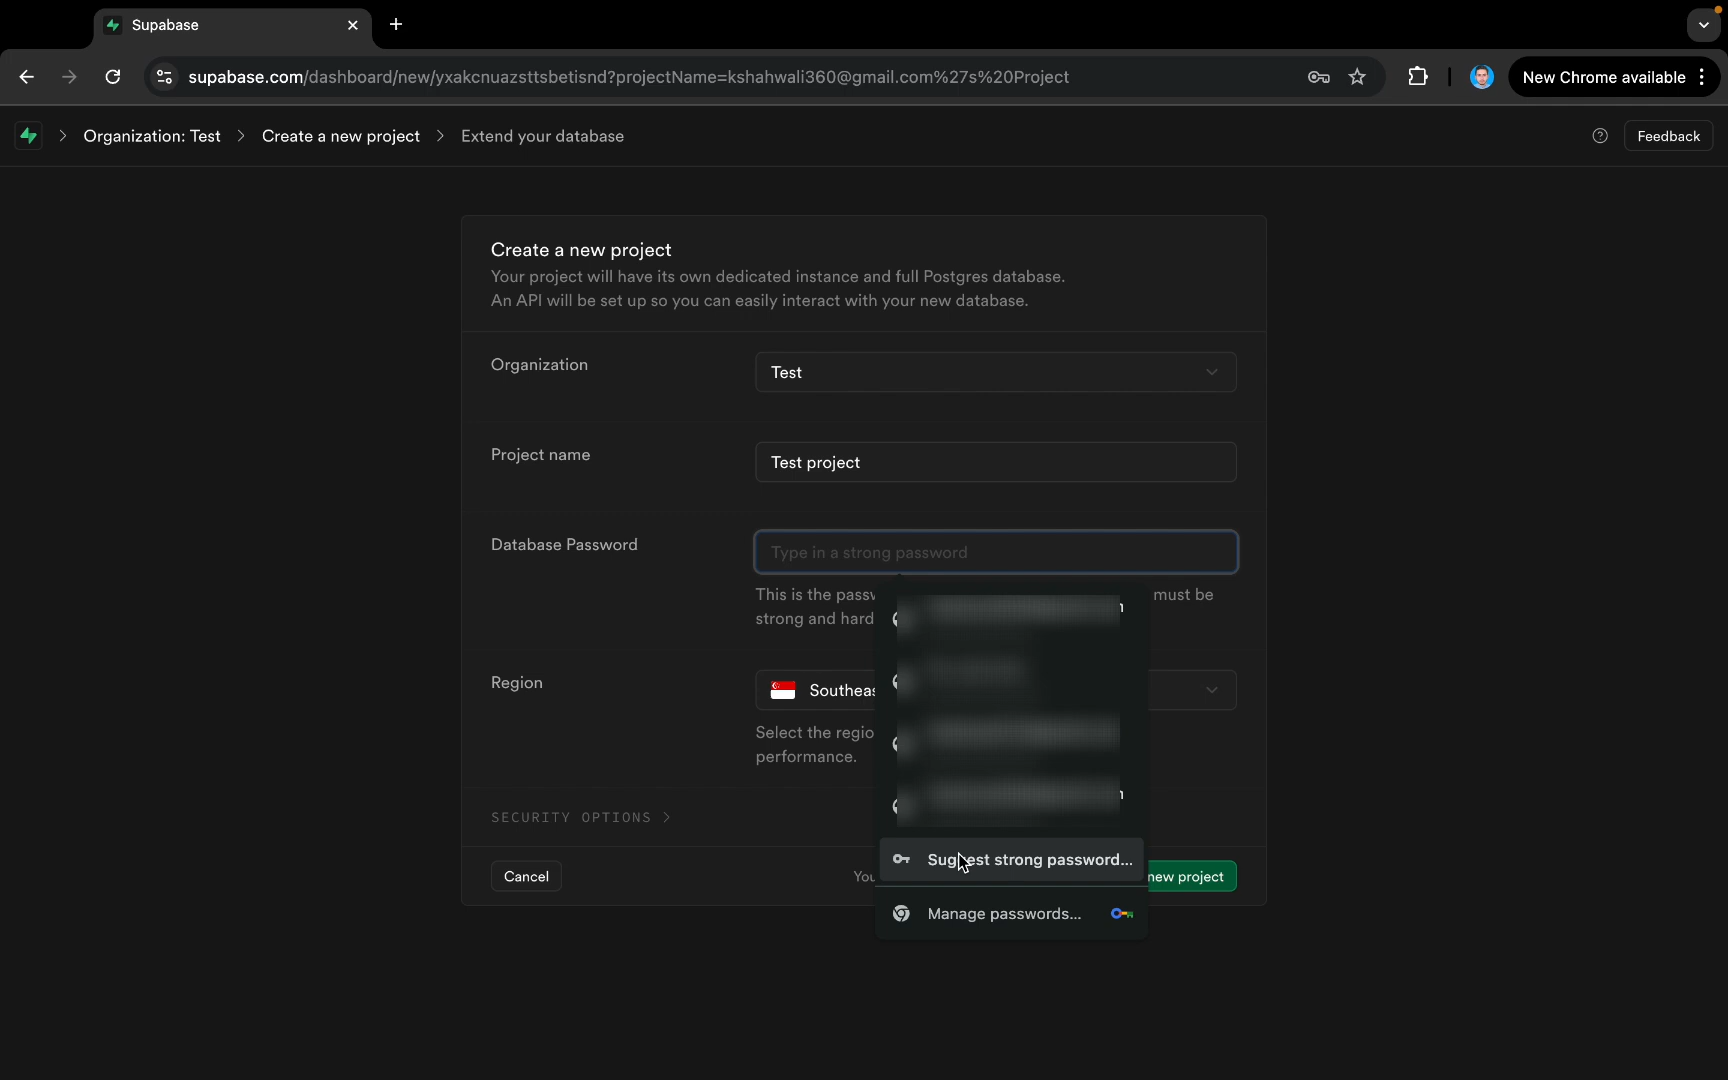 Supabase
supabase.com/dashboard/new/yxakcnuazsttsbetisnd?projectName=kshahwali360@gmail.com%27s%20Project
New Chrome available
Organization: Test
Create a new project
Extend your database
Feedback
Create a new project
Your project will have its own dedicated instance and full Postgres database.
An API will be set up so you can easily interact with your new database.
Organization
Test
Project name
Test project
Database Password
Type in a strong password
This is the must be
strong and hard
Region
Select the
performance.
SECURITY OPTIONS
Suggest strong password...
Cancel
new project
Manage passwords...